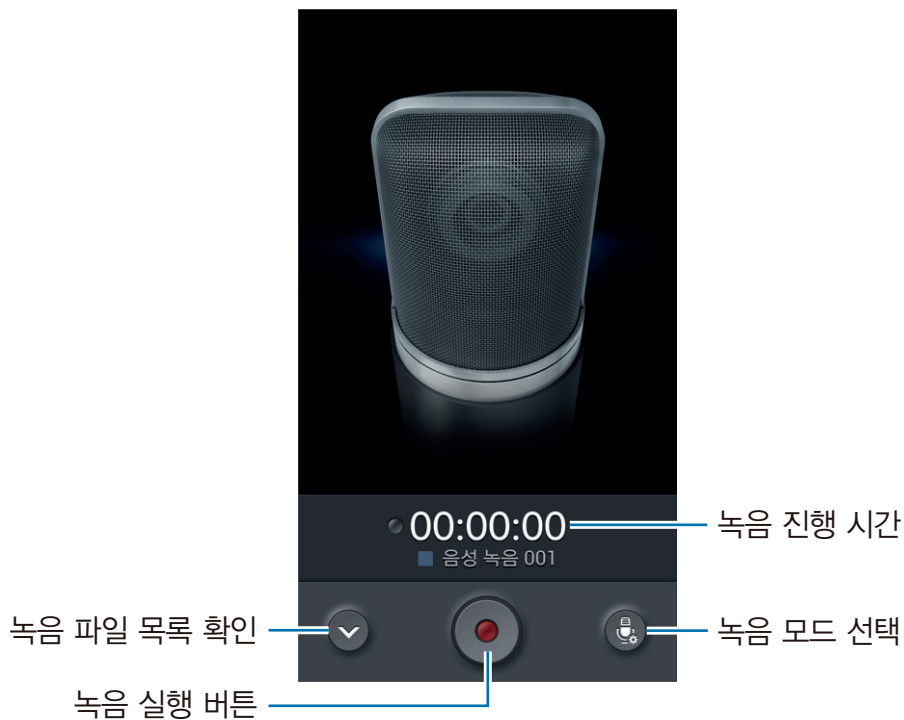 00:00:00
녹음 진행 시간
음성 녹음 001
녹음 파일 목록 확인
녹음 모드 선택
녹음 실행 버튼